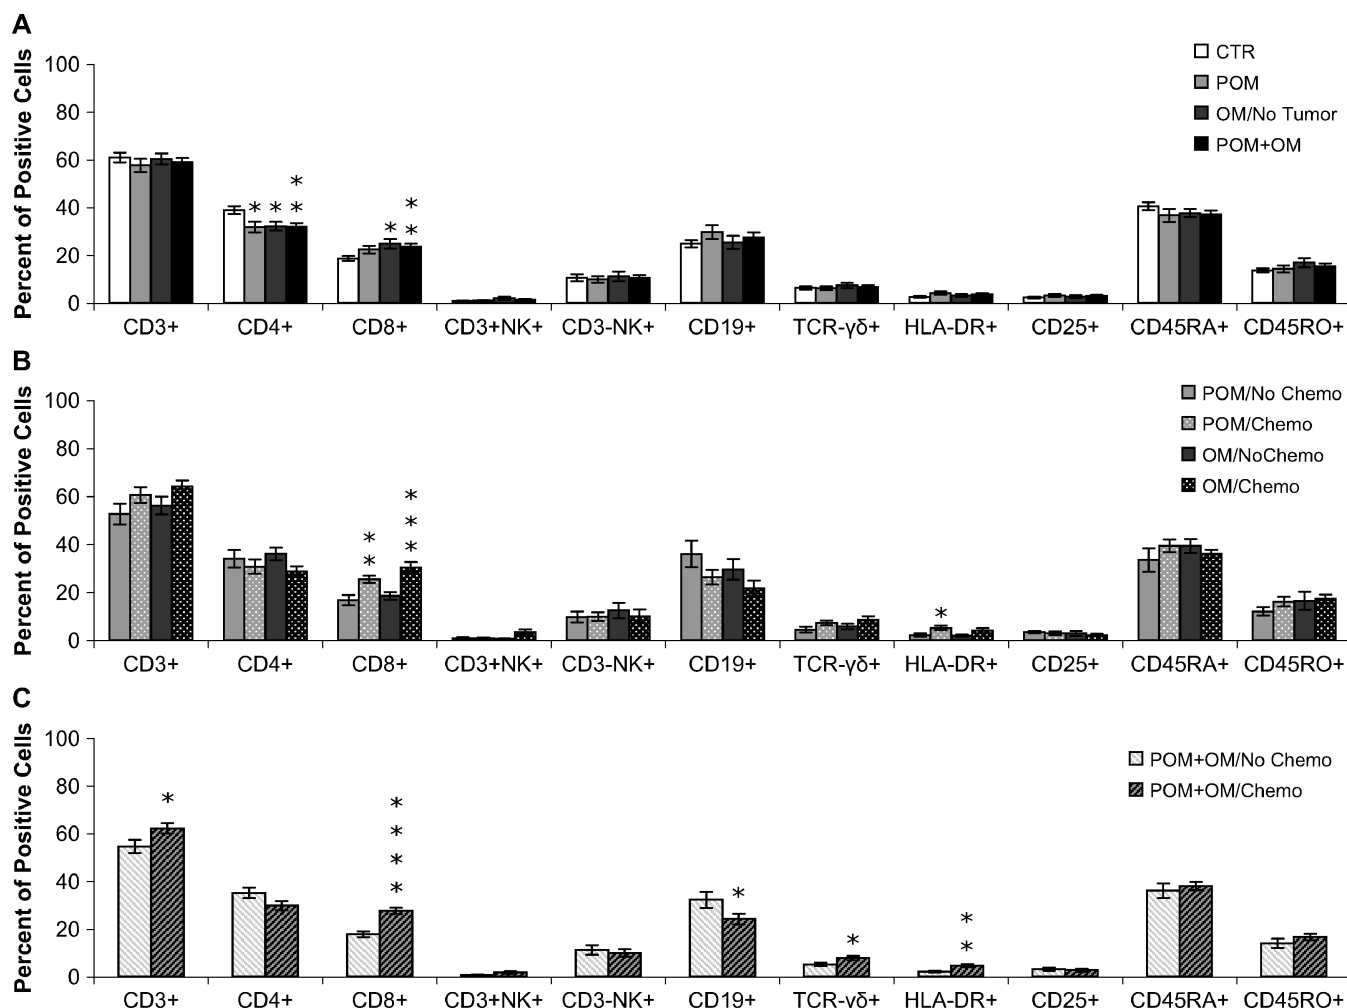 A
Percent of Positive Cells
100
80
60
40
20
0
CTR
POM
OM/No Tumor
POM+OM
* * * *
* * *
CD3+ CD4+ CD8+ CD3+NK+ CD3-NK+ CD19+ TCR-γδ+ HLA-DR+ CD25+ CD45RA+ CD45RO+
B
Percent of Positive Cells
100
80
60
40
20
0
POM/No Chemo
POM/Chemo
OM/NoChemo
OM/Chemo
* * * * *
*
CD3+ CD4+ CD8+ CD3+NK+ CD3-NK+ CD19+ TCR-γδ+ HLA-DR+ CD25+ CD45RA+ CD45RO+
C
Percent of Positive Cells
100
80
60
40
20
0
POM+OM/No Chemo
POM+OM/Chemo
*
* * * *
*
*
* *
CD3+ CD4+ CD8+ CD3+NK+ CD3-NK+ CD19+ TCR-γδ+ HLA-DR+ CD25+ CD45RA+ CD45RO+